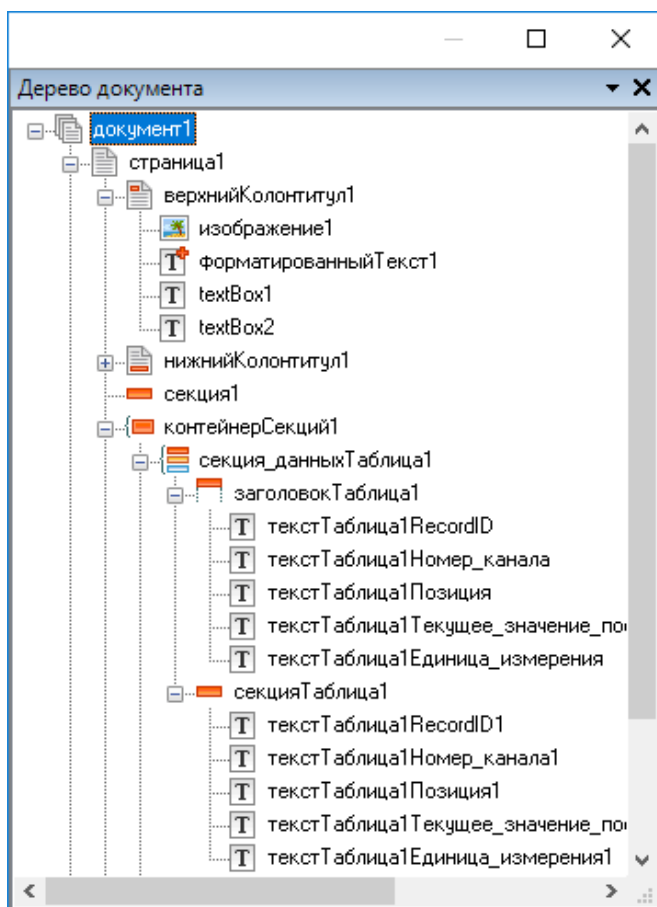 Дерево документа
документ1
страница1
верхнийКолонтитул1
изображение1
форматированныйТекст1
textBox1
textBox2
нижнийКолонтитул1
секция1
контейнерСекций1
секция_данныхТаблица1
заголовокТаблица1
текстТаблица1RecordID
текстТаблица1Номер_канала
текстТаблица1Позиция
текстТаблица1Текущее_значение_по
текстТаблица1Единица_измерения
секцияТаблица1
текстТаблица1RecordID1
текстТаблица1Номер_канала1
текстТаблица1Позиция1
текстТаблица1Текущее_значение_по
текстТаблица1Единица_измерения1